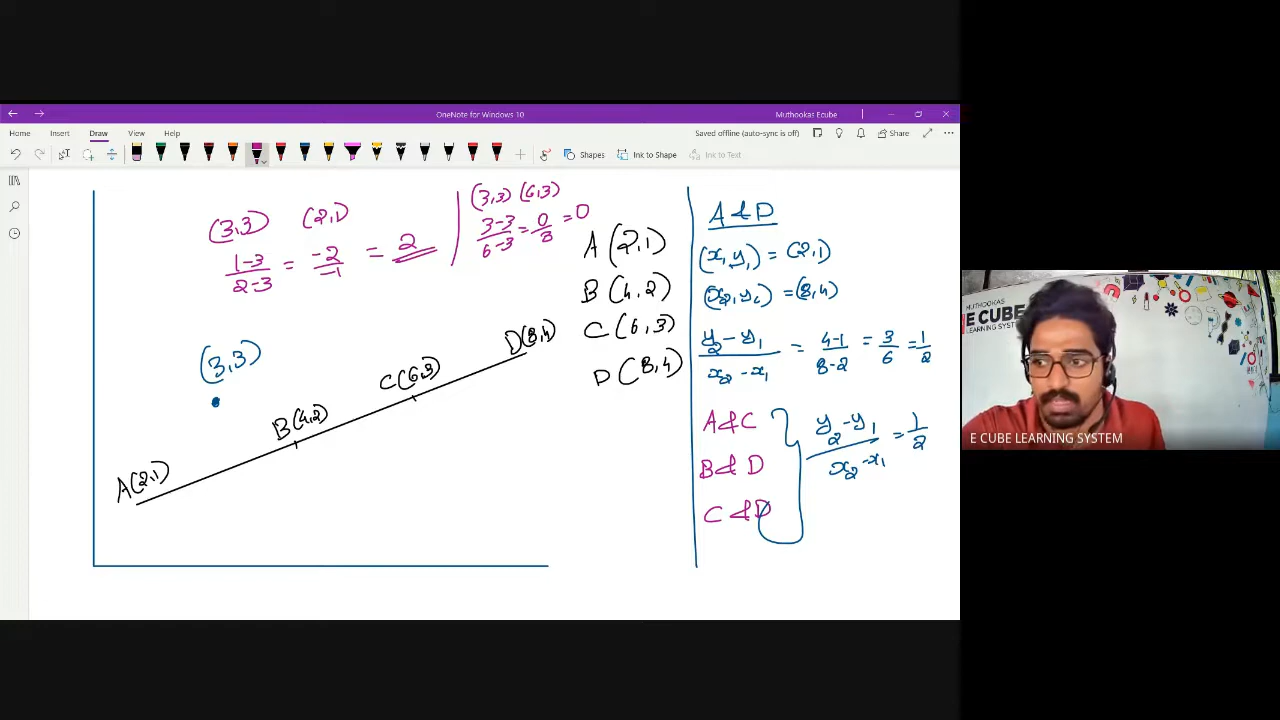 OneNote for Windows 10
Muthookas Ecube
Home Insert Draw View Help
Saved offline (auto-sync is off)
Share
Shapes
Ink to Shape
Ink to Text
(3,3) (2,1)
1-3/2-3 = -2/-1 = 2
(3,3) (6,3)
3-3/6-3 = 0/3 = 0
A (2,1)
B (4,2)
C (6,3)
D (8,4)
(3,3)
A(2,1)
B(4,2)
C(6,3)
D(8,4)
A & D
(x₁,y₁) = (2,1)
(x₂,y₂) = (8,4)
y₂-y₁/x₂-x₁ = 4-1/8-2 = 3/6 = 1/2
A & C
B & D
C & D
y₂-y₁/x₂-x₁ = 1/2
MUTHOOKAS
E CUBE
LEARNING SYSTEM
E CUBE LEARNING SYSTEM